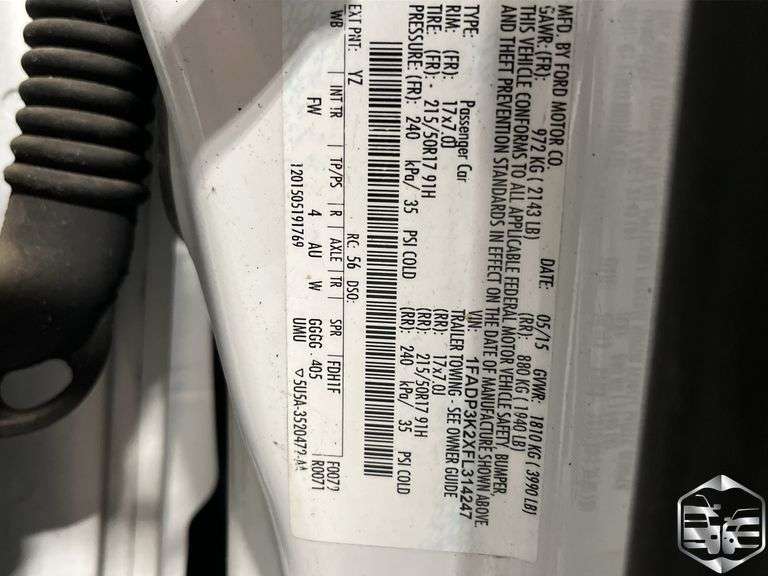 MFD. BY FORD MOTOR CO.
DATE: 05/15 GVWR: 1810 KG ( 3990 LB)
GAWR: (FR): 972 KG ( 2143 LB) (RR): 880 KG ( 1940 LB)
THIS VEHICLE CONFORMS TO ALL APPLICABLE FEDERAL MOTOR VEHICLE SAFETY, BUMPER,
AND THEFT PREVENTION STANDARDS IN EFFECT ON THE DATE OF MANUFACTURE SHOWN ABOVE.
VIN: 1FADP3K2XFL314247
TYPE: Passenger Car TRAILER TOWING - SEE OWNER GUIDE
RIM: (FR): 17x7.0J (RR): 17x7.0J
TIRE: (FR): - 215/50R17 91H (RR): 215/50R17 91H
PRESSURE: (FR): 240 kPa/ 35 PSI COLD (RR): 240 kPa/ 35 PSI COLD
EXT PNT: YZ RC: 56 DSO: F0072
WB INT TR TP/PS R AXLE TR SPR FDH1F R0071
FW 4 AU W GGGG 405
1201505191769 UMU 5U5A-3520472-AA